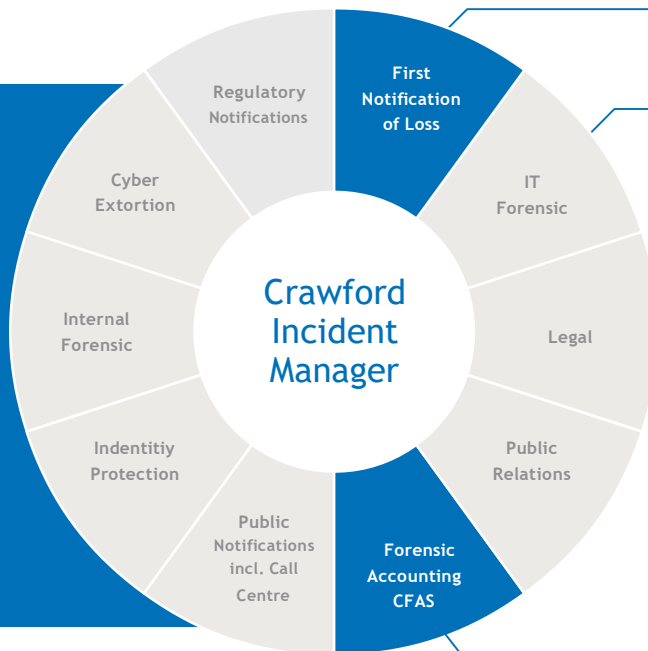 First
Notification
of Loss
IT
Forensic
Legal
Public
Relations
Forensic
Accounting
CFAS
Public
Notifications
incl. Call
Centre
Indentitiy
Protection
Internal
Forensic
Cyber
Extortion
Regulatory
Notifications
Crawford
Incident
Manager